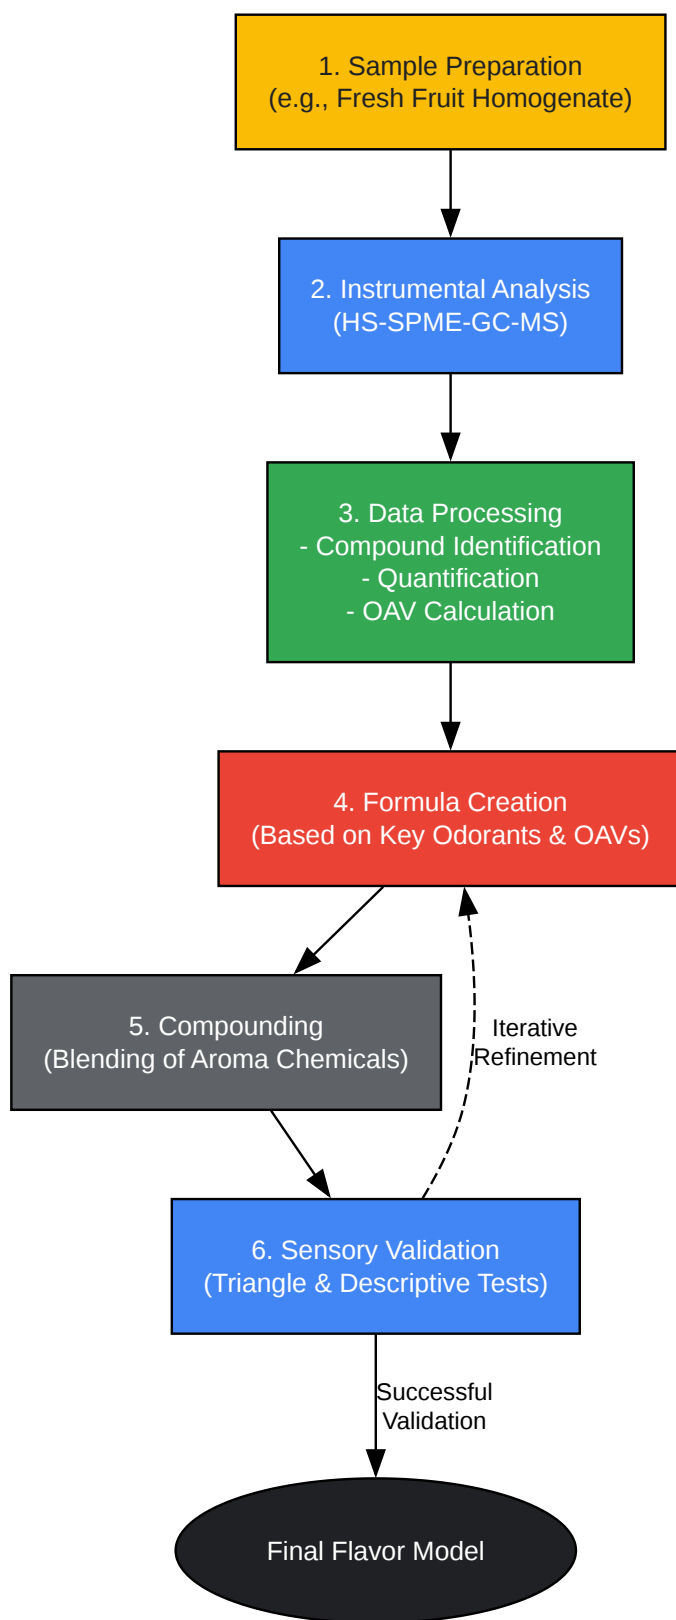 1. Sample Preparation
(e.g., Fresh Fruit Homogenate)
2. Instrumental Analysis
(HS-SPME-GC-MS)
3. Data Processing
- Compound Identification
- Quantification
- OAV Calculation
4. Formula Creation
(Based on Key Odorants & OAVs)
5. Compounding
(Blending of Aroma Chemicals)
Iterative
Refinement
6. Sensory Validation
(Triangle & Descriptive Tests)
Successful
Validation
Final Flavor Model